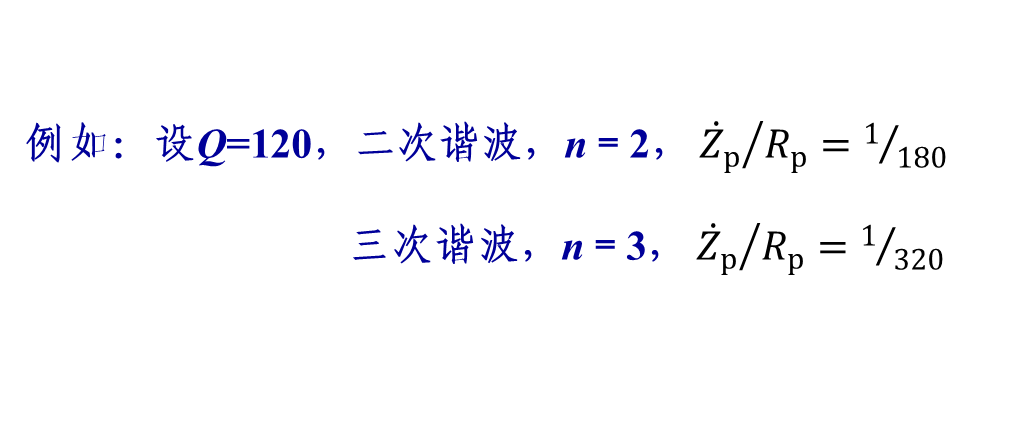 例如：设Q=120，二次谐波，n = 2，Żₚ/Rₚ = 1/180
三次谐波，n = 3，Żₚ/Rₚ = 1/320